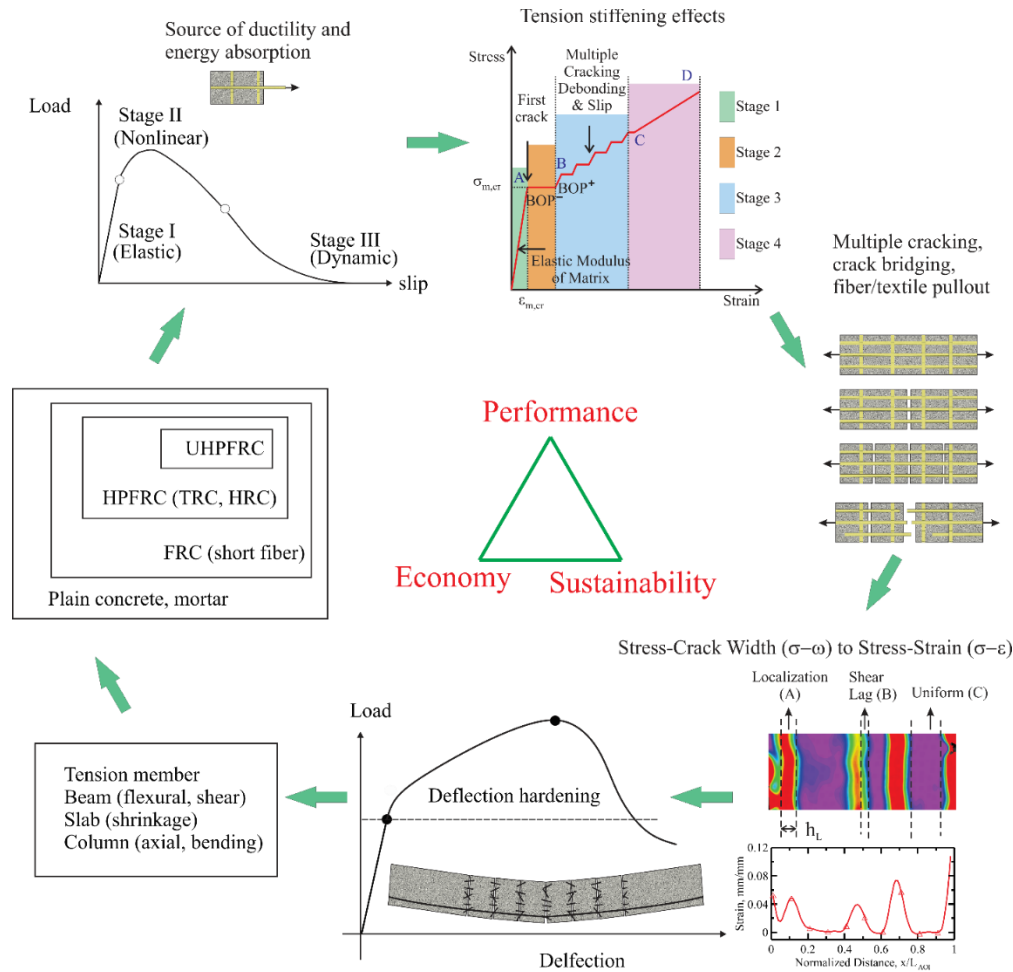 Source of ductility and
energy absorption
Load
Stage II
(Nonlinear)
Stage I
(Elastic)
Stage III
(Dynamic)
slip
Tension stiffening effects
Stress
Multiple
Cracking
Debonding
& Slip
First
crack
D
C
B
A
σm,cr
BOP+
BOP−
Elastic Modulus
of Matrix
εm,cr
Strain
Stage 1
Stage 2
Stage 3
Stage 4
Multiple cracking,
crack bridging,
fiber/textile pullout
UHPFRC
HPFRC (TRC, HRC)
FRC (short fiber)
Plain concrete, mortar
Performance
Economy
Sustainability
Stress-Crack Width (σ−ω) to Stress-Strain (σ−ε)
Localization
(A)
Shear
Lag (B)
Uniform (C)
hL
0.12
0.08
0.04
0
Strain, mm/mm
0 0.2 0.4 0.6 0.8 1
Normalized Distance, x/LAOI
Load
Deflection hardening
Delfection
Tension member
Beam (flexural, shear)
Slab (shrinkage)
Column (axial, bending)